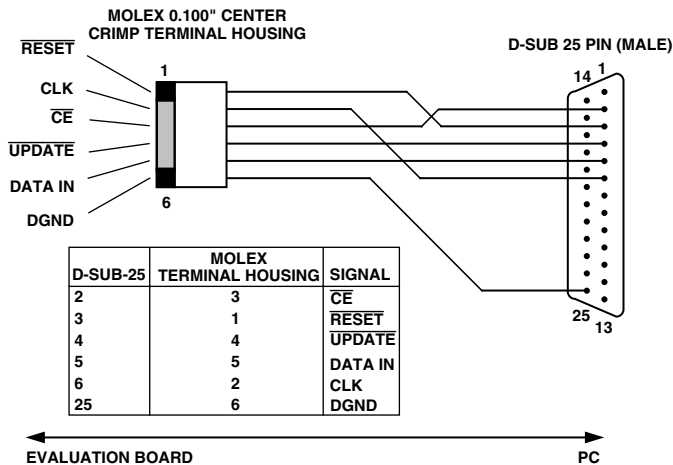 MOLEX 0.100" CENTER
CRIMP TERMINAL HOUSING
D-SUB 25 PIN (MALE)
RESET
CLK
CE
UPDATE
DATA IN
DGND
1
6
14
1
25
13
D-SUB-25 MOLEX TERMINAL HOUSING SIGNAL
2 3 CE
3 1 RESET
4 4 UPDATE
5 5 DATA IN
6 2 CLK
25 6 DGND
EVALUATION BOARD
PC